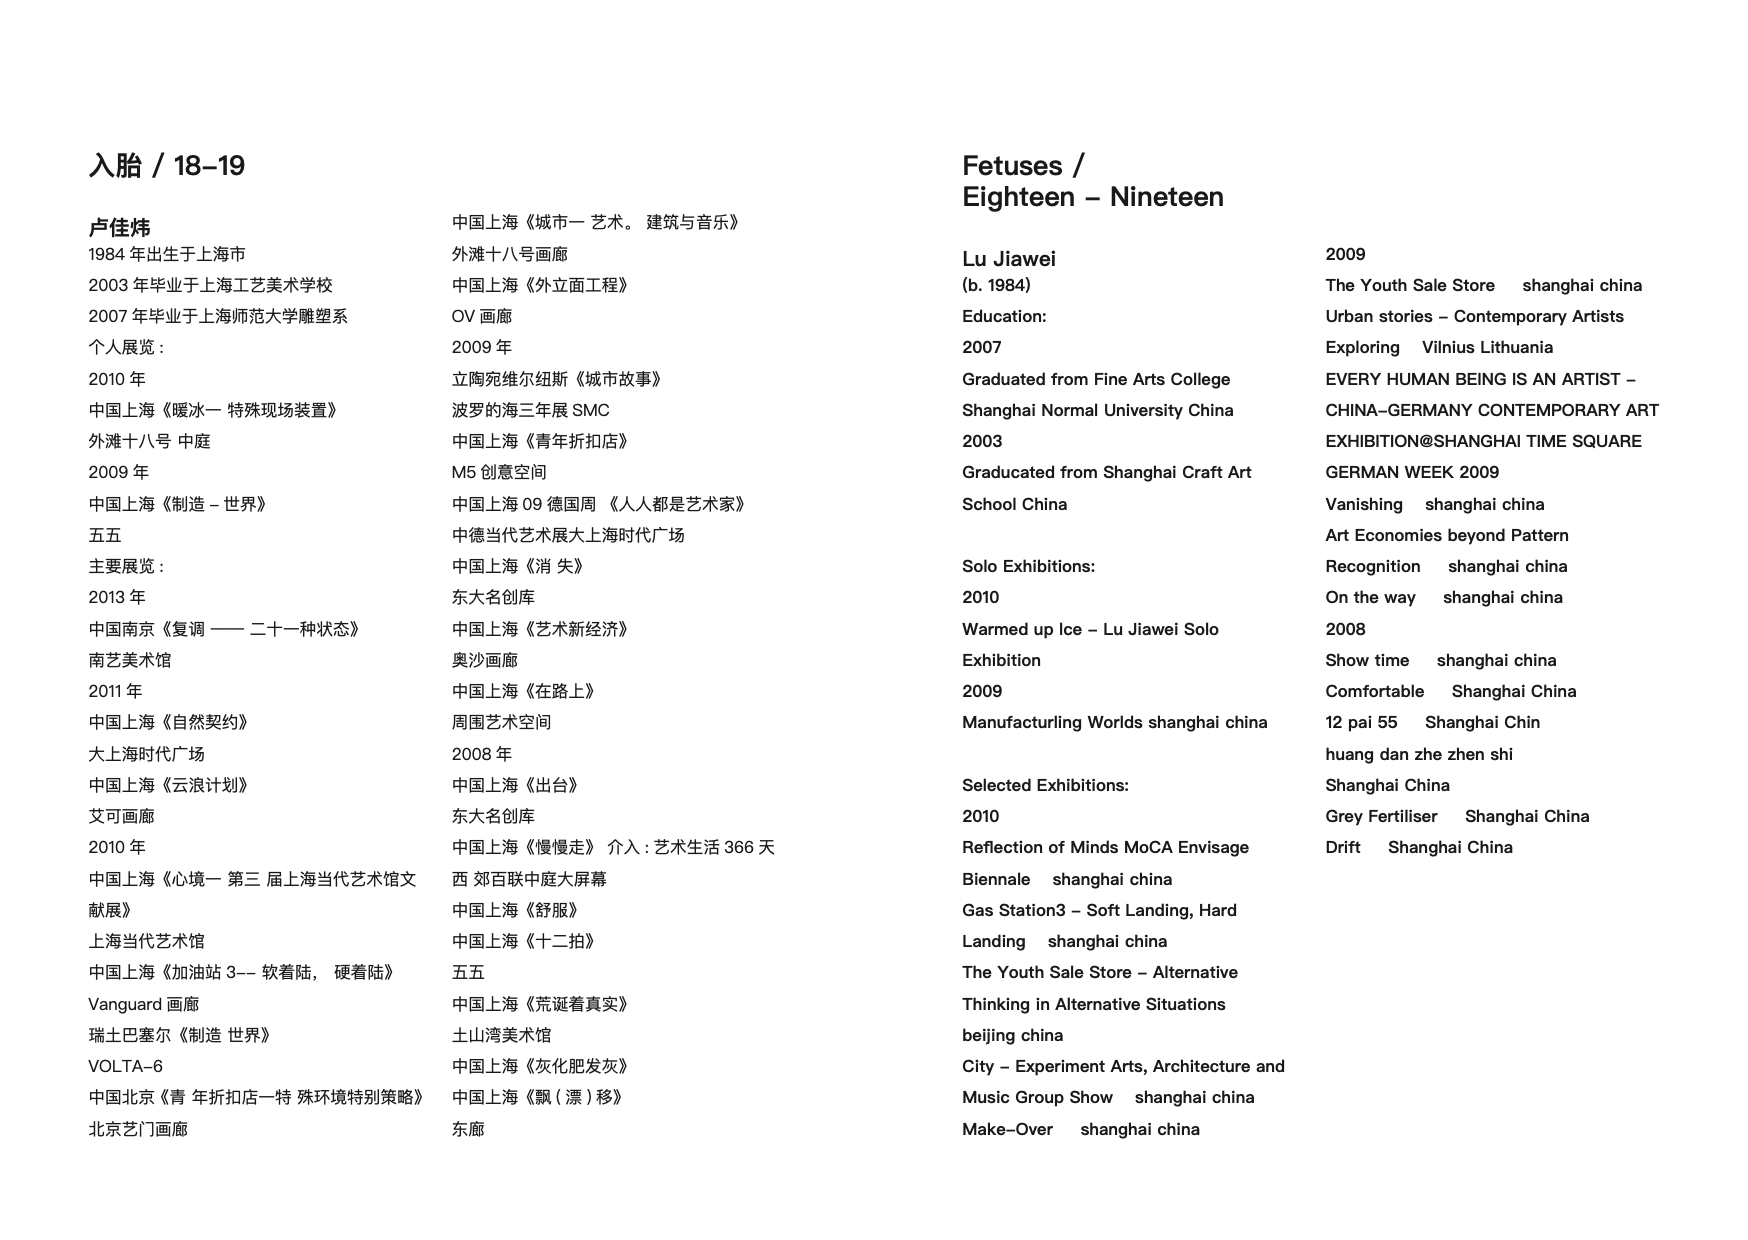 入胎 / 18–19
卢佳炜
1984 年出生于上海市
2003 年毕业于上海工艺美术学校
2007 年毕业于上海师范大学雕塑系
个人展览 :
2010 年
中国上海《暖冰一 特殊现场装置》
外滩十八号 中庭
2009 年
中国上海《制造 – 世界》
五五
主要展览 :
2013 年
中国南京《复调 —— 二十一种状态》
南艺美术馆
2011 年
中国上海《自然契约》
大上海时代广场
中国上海《云浪计划》
艾可画廊
2010 年
中国上海《心境一 第三 届上海当代艺术馆文
献展》
上海当代艺术馆
中国上海《加油站 3–– 软着陆， 硬着陆》
Vanguard 画廊
瑞土巴塞尔《制造 世界》
VOLTA–6
中国北京《青 年折扣店一特 殊环境特别策略》
北京艺门画廊
中国上海《城市一 艺术。 建筑与音乐》
外滩十八号画廊
中国上海《外立面工程》
OV 画廊
2009 年
立陶宛维尔纽斯《城市故事》
波罗的海三年展 SMC
中国上海《青年折扣店》
M5 创意空间
中国上海 09 德国周 《人人都是艺术家》
中德当代艺术展大上海时代广场
中国上海《消 失》
东大名创库
中国上海《艺术新经济》
奥沙画廊
中国上海《在路上》
周围艺术空间
2008 年
中国上海《出台》
东大名创库
中国上海《慢慢走》 介入 : 艺术生活 366 天
西 郊百联中庭大屏幕
中国上海《舒服》
中国上海《十二拍》
五五
中国上海《荒诞着真实》
土山湾美术馆
中国上海《灰化肥发灰》
中国上海《飘 ( 漂 ) 移》
东廊
Fetuses /
Eighteen – Nineteen
Lu Jiawei
(b. 1984)
Education:
2007
Graduated from Fine Arts College
Shanghai Normal University China
2003
Graducated from Shanghai Craft Art
School China
Solo Exhibitions:
2010
Warmed up Ice – Lu Jiawei Solo
Exhibition
2009
Manufacturling Worlds shanghai china
Selected Exhibitions:
2010
Reflection of Minds MoCA Envisage
Biennale shanghai china
Gas Station3 – Soft Landing, Hard
Landing shanghai china
The Youth Sale Store – Alternative
Thinking in Alternative Situations
beijing china
City – Experiment Arts, Architecture and
Music Group Show shanghai china
Make–Over shanghai china
2009
The Youth Sale Store shanghai china
Urban stories – Contemporary Artists
Exploring Vilnius Lithuania
EVERY HUMAN BEING IS AN ARTIST –
CHINA–GERMANY CONTEMPORARY ART
EXHIBITION@SHANGHAI TIME SQUARE
GERMAN WEEK 2009
Vanishing shanghai china
Art Economies beyond Pattern
Recognition shanghai china
On the way shanghai china
2008
Show time shanghai china
Comfortable Shanghai China
12 pai 55 Shanghai Chin
huang dan zhe zhen shi
Shanghai China
Grey Fertiliser Shanghai China
Drift Shanghai China